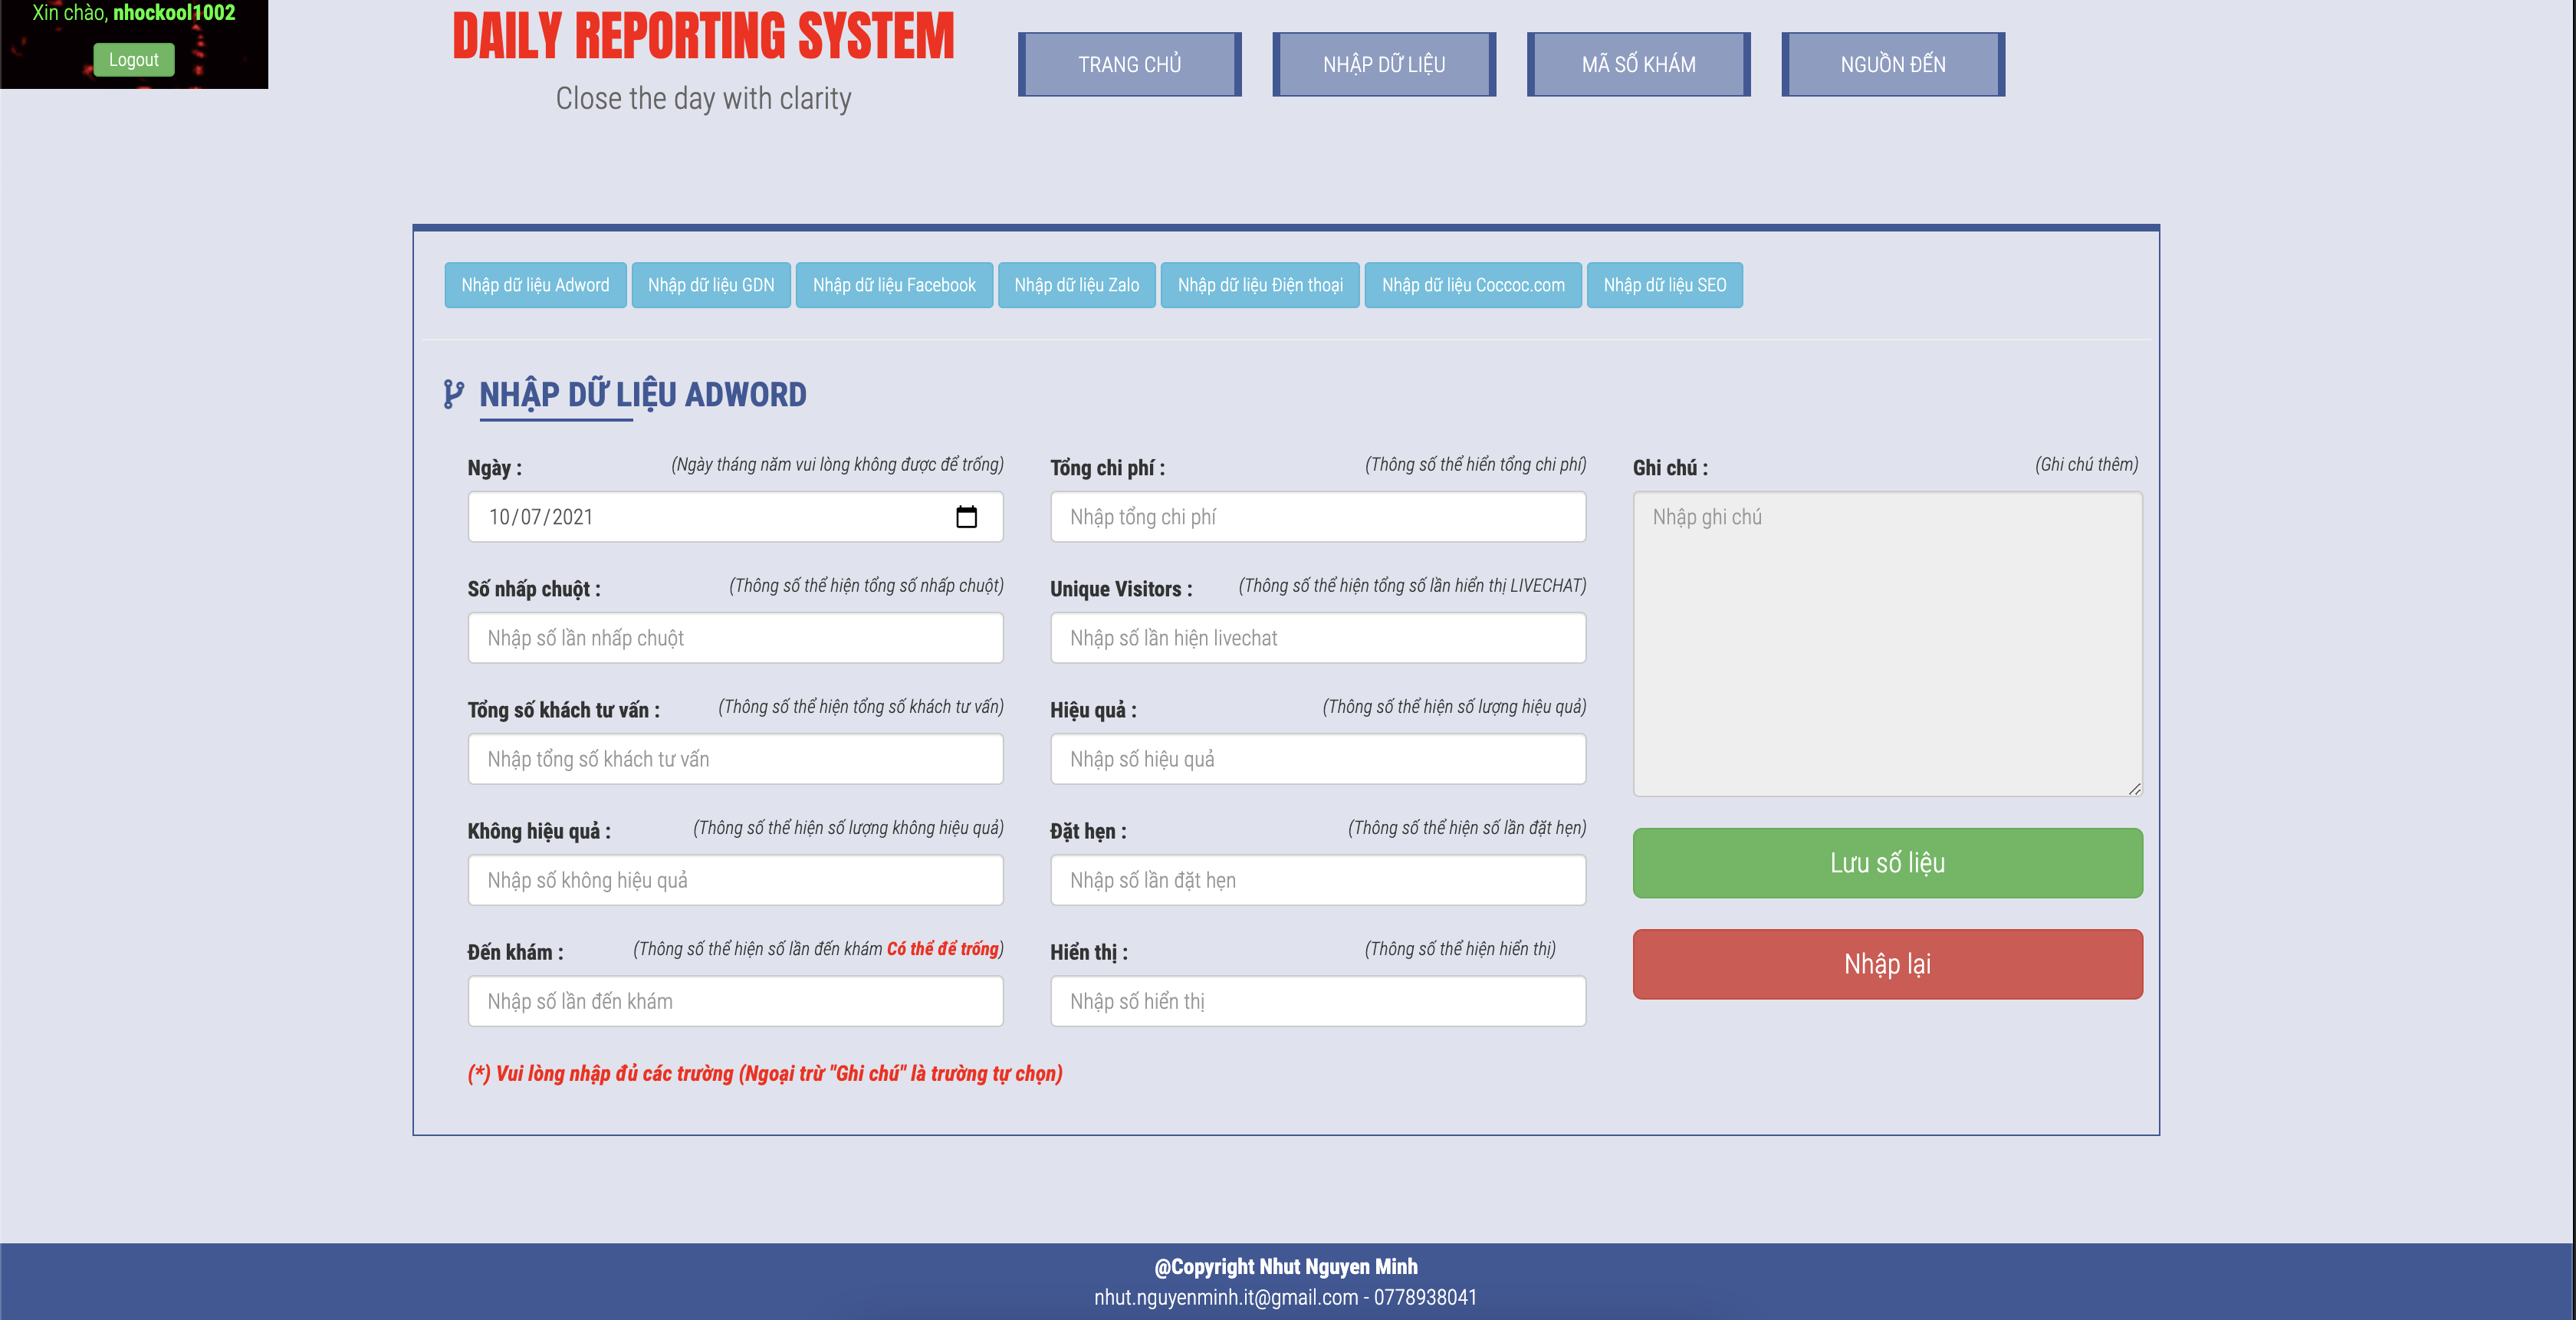 Xin chào, nhockool1002
Logout
DAILY REPORTING SYSTEM
Close the day with clarity
TRANG CHỦ
NHẬP DỮ LIỆU
MÃ SỐ KHÁM
NGUỒN ĐẾN
Nhập dữ liệu Adword
Nhập dữ liệu GDN
Nhập dữ liệu Facebook
Nhập dữ liệu Zalo
Nhập dữ liệu Điện thoại
Nhập dữ liệu Coccoc.com
Nhập dữ liệu SEO
NHẬP DỮ LIỆU ADWORD
Ngày : (Ngày tháng năm vui lòng không được để trống)
10/07/2021
Tổng chi phí : (Thông số thể hiển tổng chi phí)
Nhập tổng chi phí
Ghi chú : (Ghi chú thêm)
Nhập ghi chú
Số nhấp chuột : (Thông số thể hiện tổng số nhấp chuột)
Nhập số lần nhấp chuột
Unique Visitors : (Thông số thể hiện tổng số lần hiển thị LIVECHAT)
Nhập số lần hiện livechat
Tổng số khách tư vấn : (Thông số thể hiện tổng số khách tư vấn)
Nhập tổng số khách tư vấn
Hiệu quả : (Thông số thể hiện số lượng hiệu quả)
Nhập số hiệu quả
Không hiệu quả : (Thông số thể hiện số lượng không hiệu quả)
Nhập số không hiệu quả
Đặt hẹn : (Thông số thể hiện số lần đặt hẹn)
Nhập số lần đặt hẹn
Lưu số liệu
Đến khám : (Thông số thể hiện số lần đến khám Có thể để trống)
Nhập số lần đến khám
Hiển thị : (Thông số thể hiện hiển thị)
Nhập số hiển thị
Nhập lại
(*) Vui lòng nhập đủ các trường (Ngoại trừ "Ghi chú" là trường tự chọn)
@Copyright Nhut Nguyen Minh
nhut.nguyenminh.it@gmail.com - 0778938041